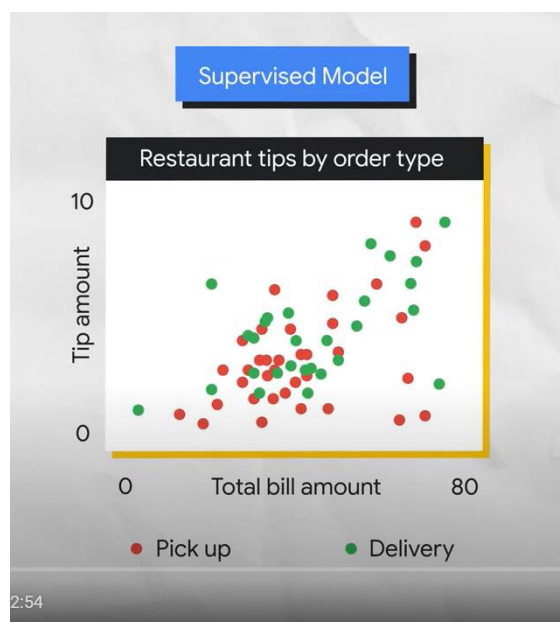 Supervised Model
Restaurant tips by order type
10
Tip amount
0
0 Total bill amount 80
Pick up Delivery
2:54